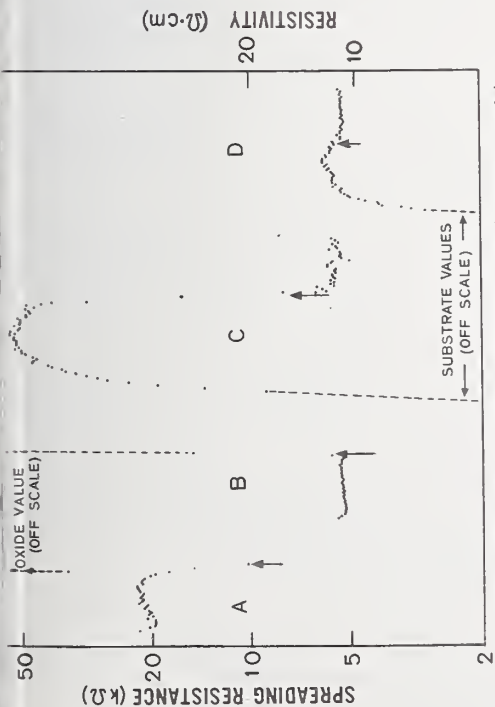 RESISTIVITY (Ω·cm)
20
10
OXIDE VALUE
(OFF SCALE)
A
B
C
D
SUBSTRATE VALUES
(OFF SCALE)
50
20
10
5
2
SPREADING RESISTANCE (kΩ)